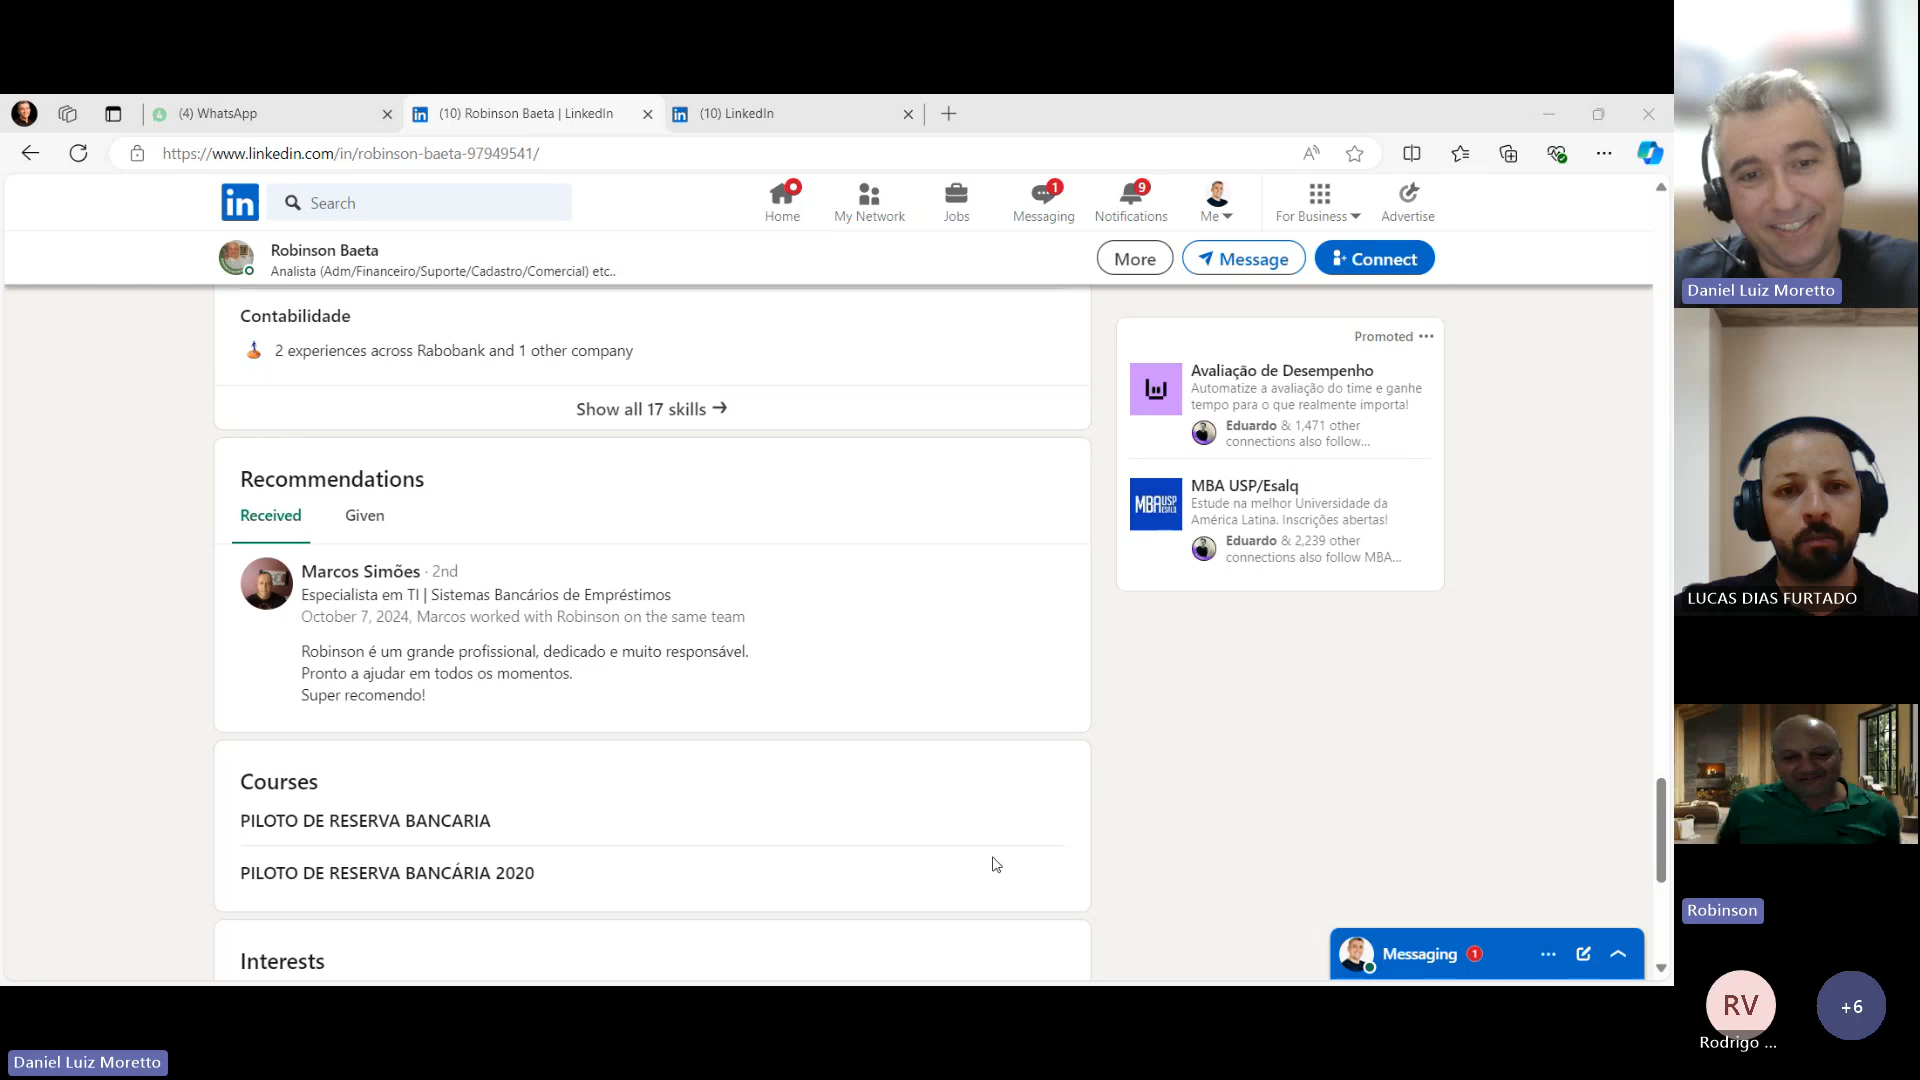 (4) WhatsApp
(10) Robinson Baeta | LinkedIn
(10) LinkedIn
https://www.linkedin.com/in/robinson-baeta-97949541/
in
Search
Home
My Network
Jobs
1
Messaging
9
Notifications
Me
For Business
Advertise
Robinson Baeta
Analista (Adm/Financeiro/Suporte/Cadastro/Comercial) etc..
More
Message
Connect
Contabilidade
2 experiences across Rabobank and 1 other company
Show all 17 skills →
Recommendations
Received
Given
Marcos Simões · 2nd
Especialista em TI | Sistemas Bancários de Empréstimos
October 7, 2024, Marcos worked with Robinson on the same team
Robinson é um grande profissional, dedicado e muito responsável.
Pronto a ajudar em todos os momentos.
Super recomendo!
Courses
PILOTO DE RESERVA BANCARIA
PILOTO DE RESERVA BANCÁRIA 2020
Interests
Promoted ···
Avaliação de Desempenho
Automatize a avaliação do time e ganhe
tempo para o que realmente importa!
Eduardo & 1,471 other
connections also follow...
MBA USP/Esalq
MBAUSP
ESALQ
Estude na melhor Universidade da
América Latina. Inscrições abertas!
Eduardo & 2,239 other
connections also follow MBA...
Messaging 1
Daniel Luiz Moretto
LUCAS DIAS FURTADO
Robinson
RV
Rodrigo ...
+6
Daniel Luiz Moretto